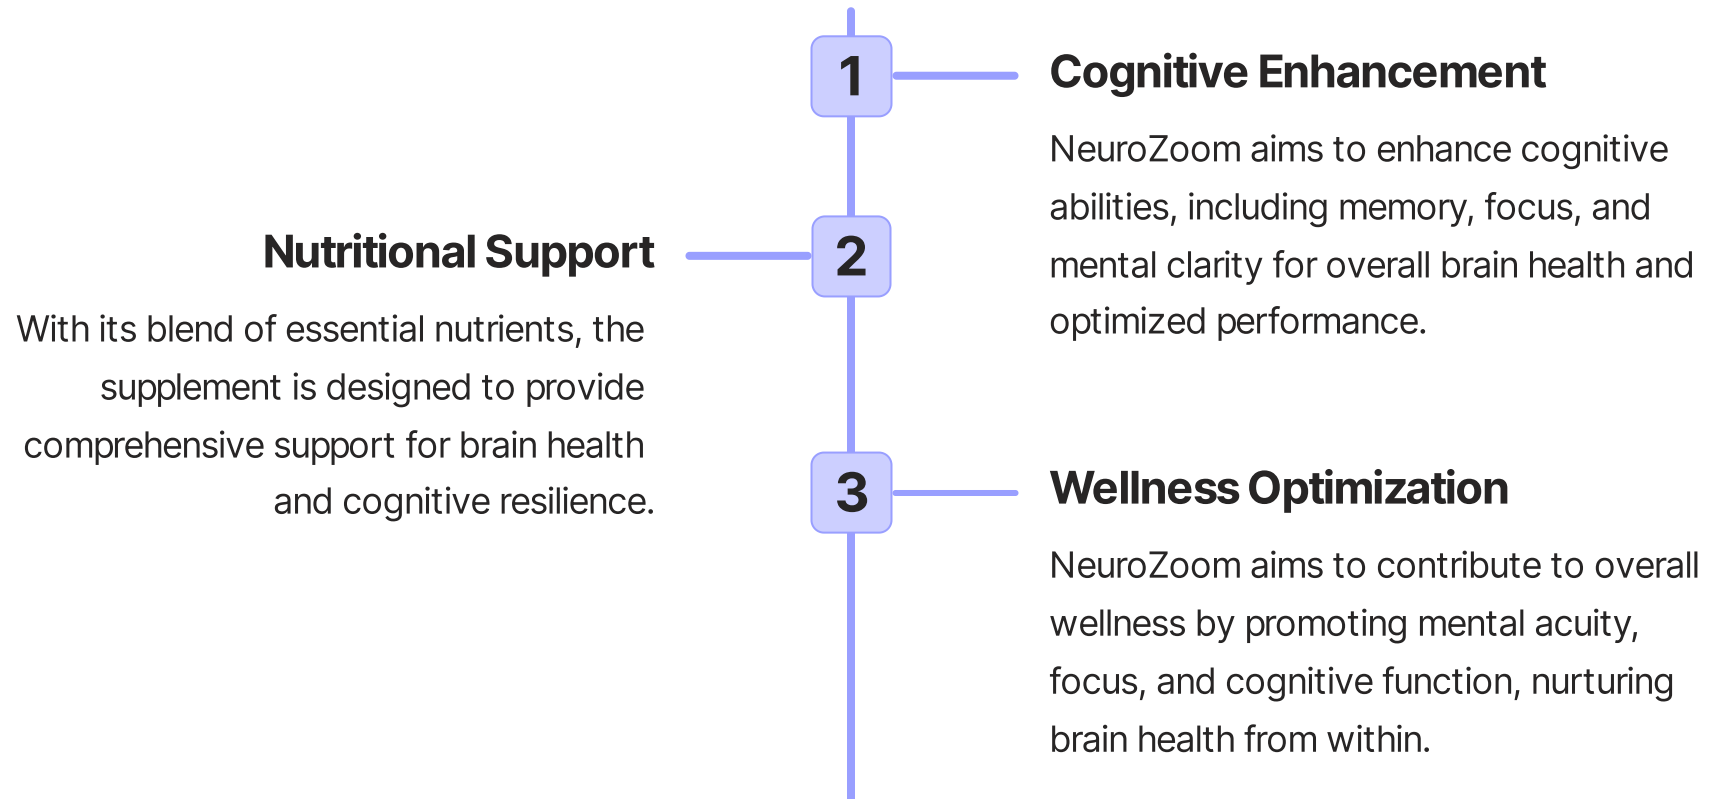 1
Cognitive Enhancement
NeuroZoom aims to enhance cognitive
abilities, including memory, focus, and
mental clarity for overall brain health and
optimized performance.
2
Nutritional Support
With its blend of essential nutrients, the
supplement is designed to provide
comprehensive support for brain health
and cognitive resilience.
3
Wellness Optimization
NeuroZoom aims to contribute to overall
wellness by promoting mental acuity,
focus, and cognitive function, nurturing
brain health from within.